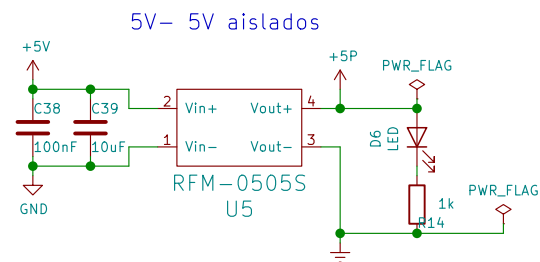 5V- 5V aislados
+5V
+5P
PWR_FLAG
C38
C39
100nF
10uF
2
Vin+
Vout+
4
1
Vin-
Vout-
3
D6
LED
RFM-0505S
U5
GND
PWR_FLAG
1k
R14